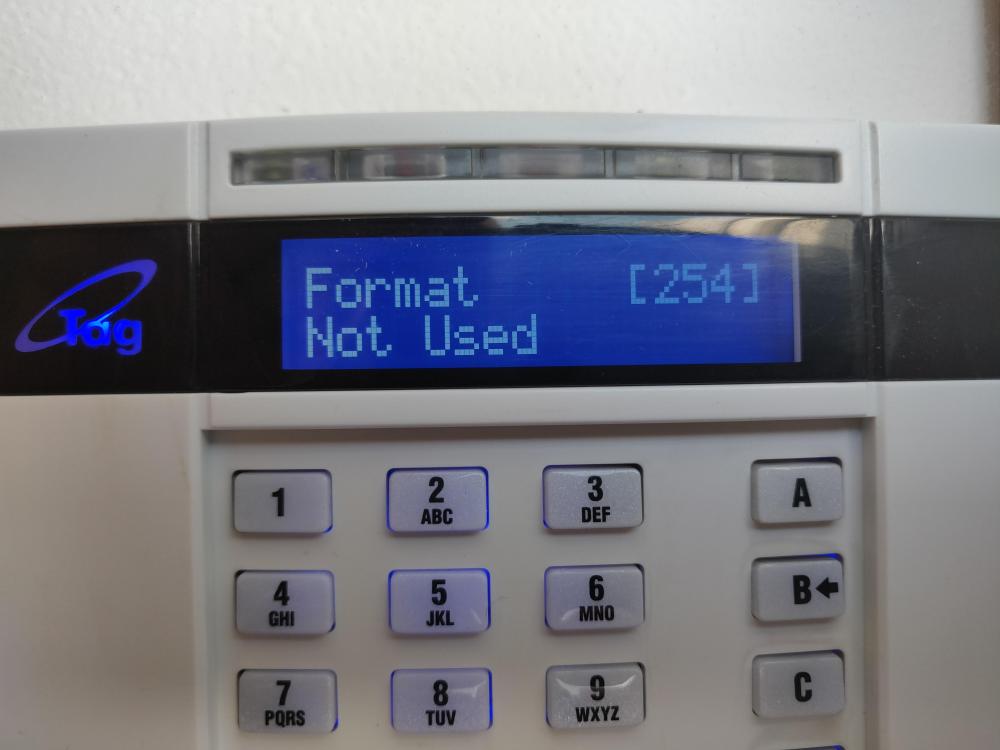 Format [254]
Not Used
Tag
1
2
ABC
3
DEF
A
4
GHI
5
JKL
6
MNO
B
7
PQRS
8
TUV
9
WXYZ
C